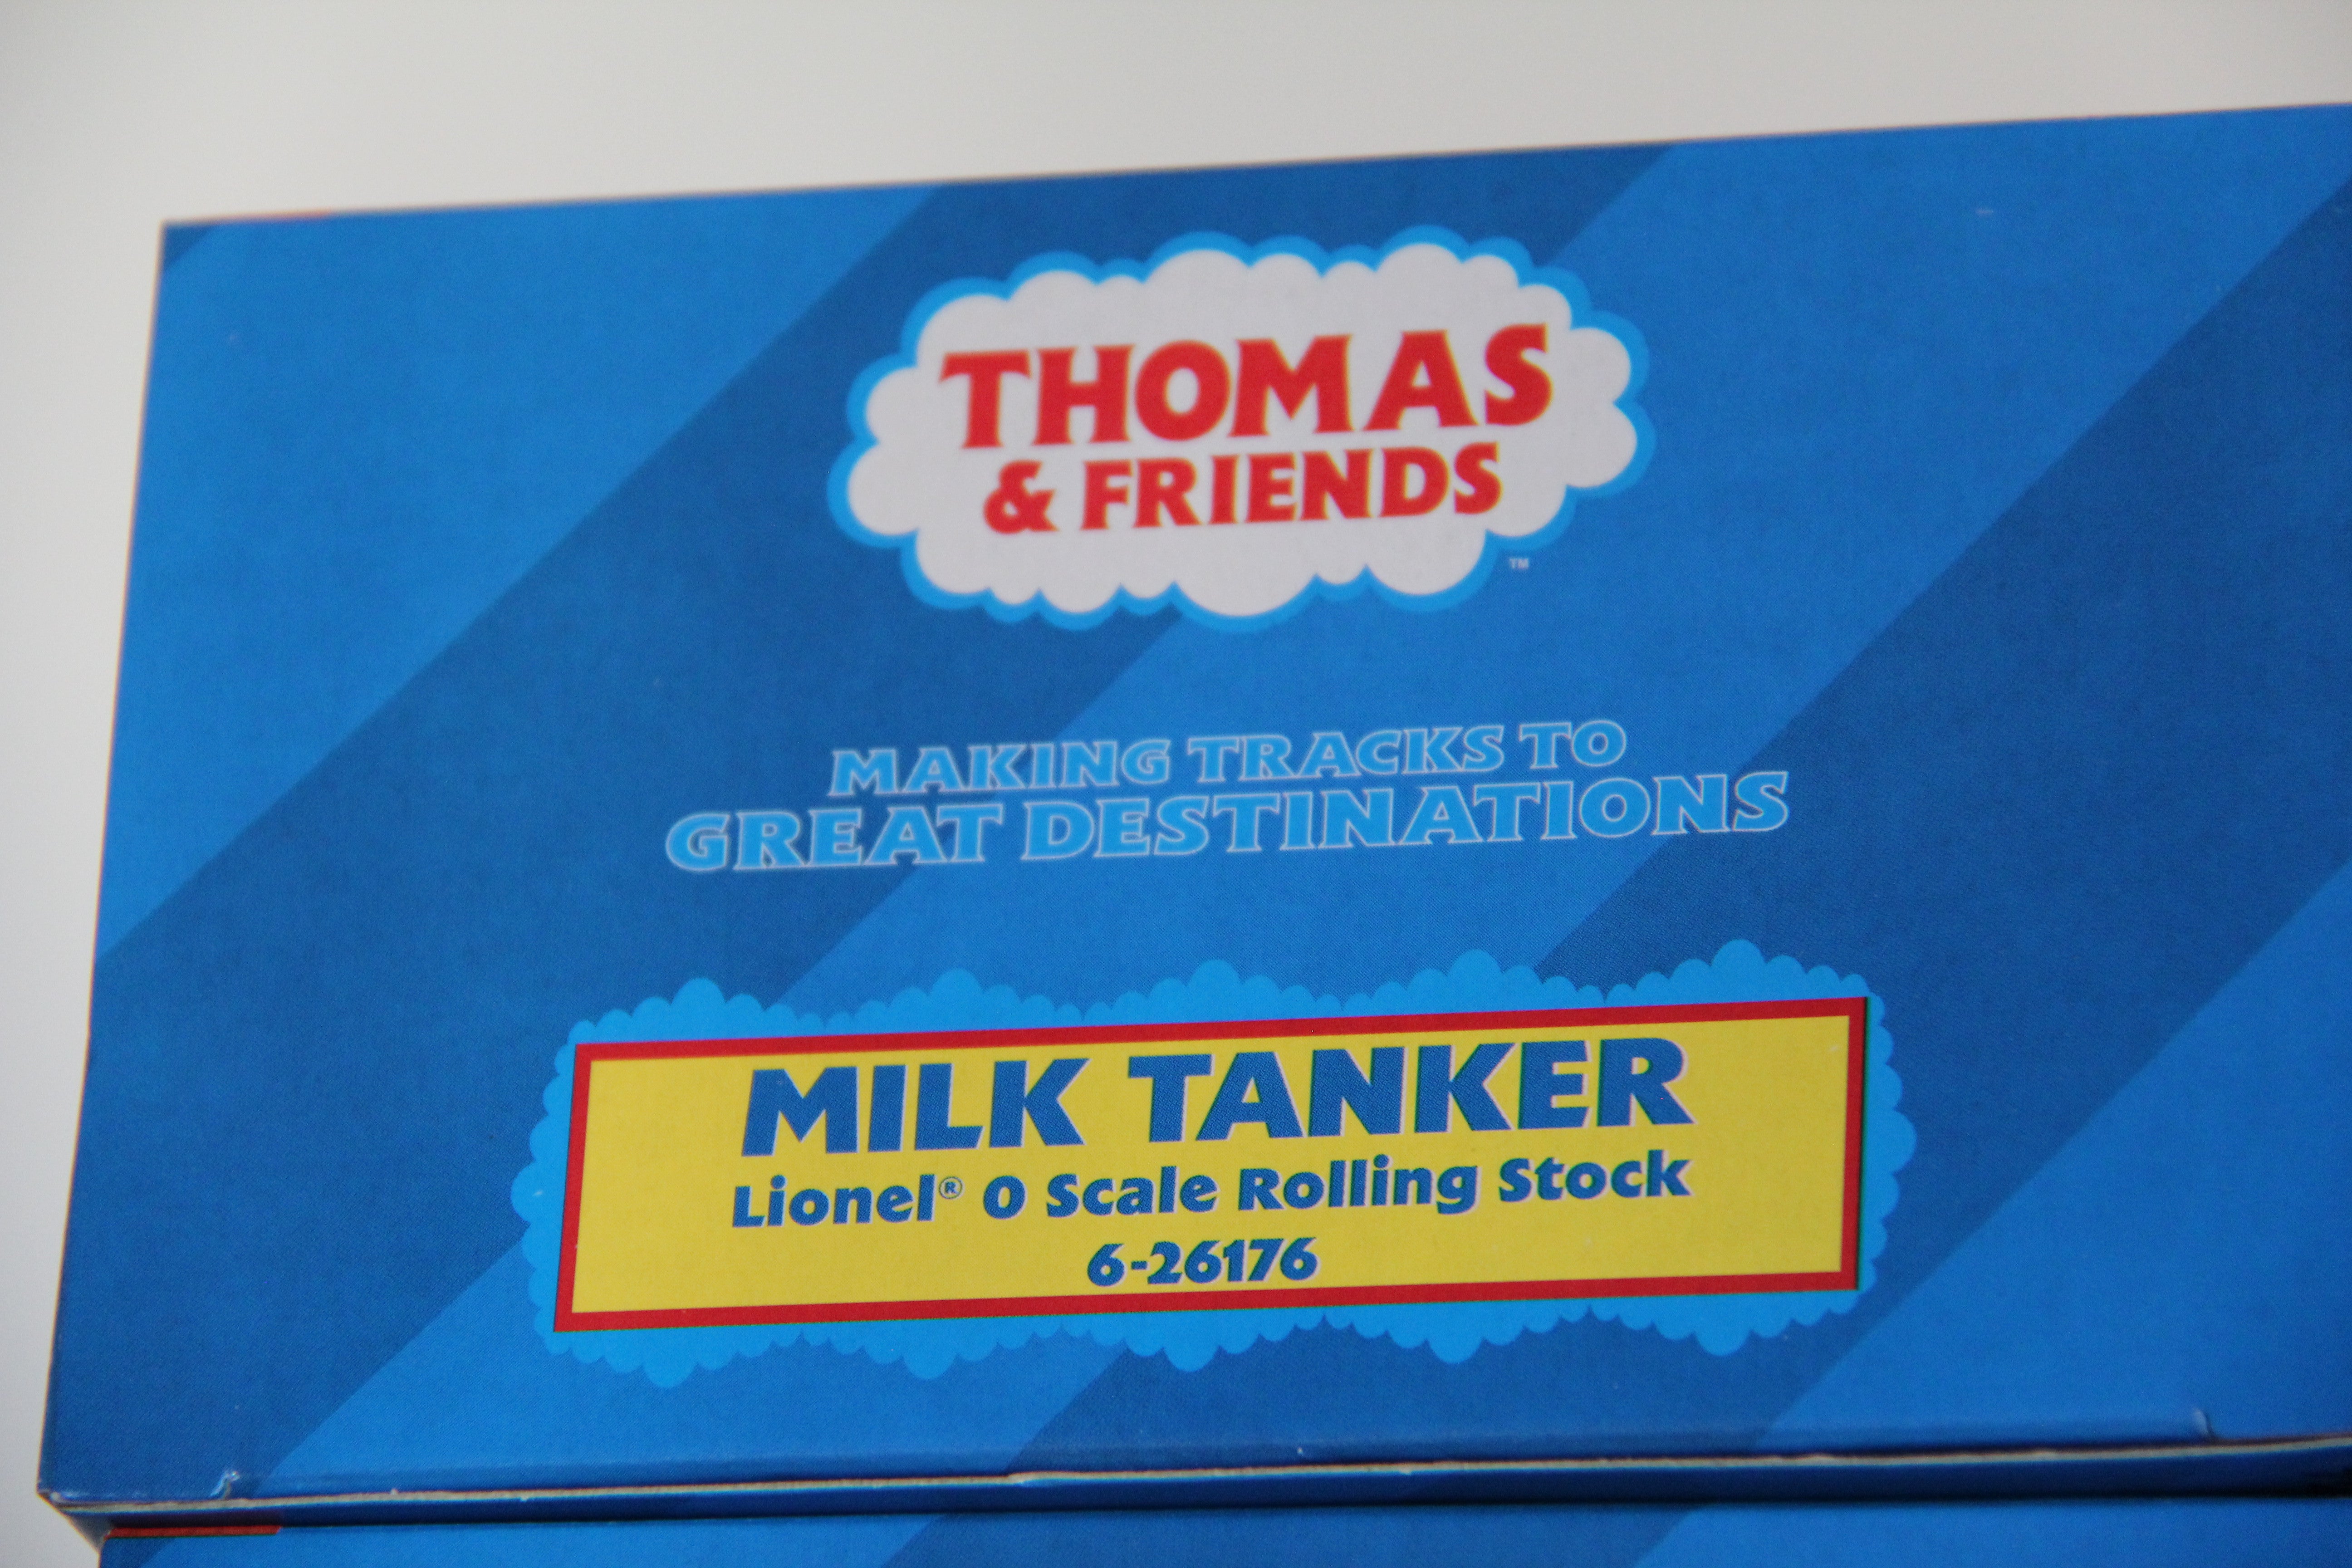 THOMAS
& FRIENDS
™
MAKING TRACKS TO
GREAT DESTINATIONS
MILK TANKER
Lionel® O Scale Rolling Stock
6-26176